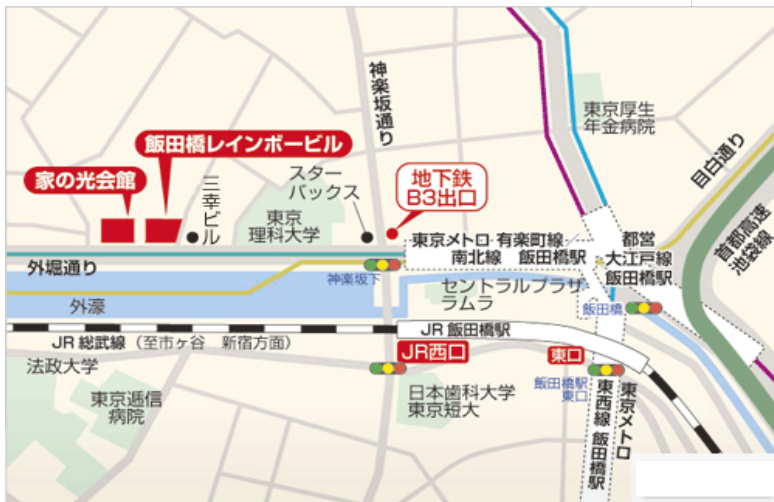 神楽坂通り
東京厚生
年金病院
目白通り
首都高速
池袋線
飯田橋レインボービル
家の光会館
三幸ビル
スター
バックス
地下鉄
B3出口
東京
理科大学
東京メトロ 有楽町線
南北線 飯田橋駅
都営
大江戸線
飯田橋駅
外堀通り
神楽坂下
セントラルプラザ
ラムラ
飯田橋
外濠
JR 飯田橋駅
JR 総武線(至市ヶ谷 新宿方面)
JR西口
東口
法政大学
飯田橋駅
東口
日本歯科大学
東京短大
東京逓信
病院
東京メトロ
東西線 飯田橋駅